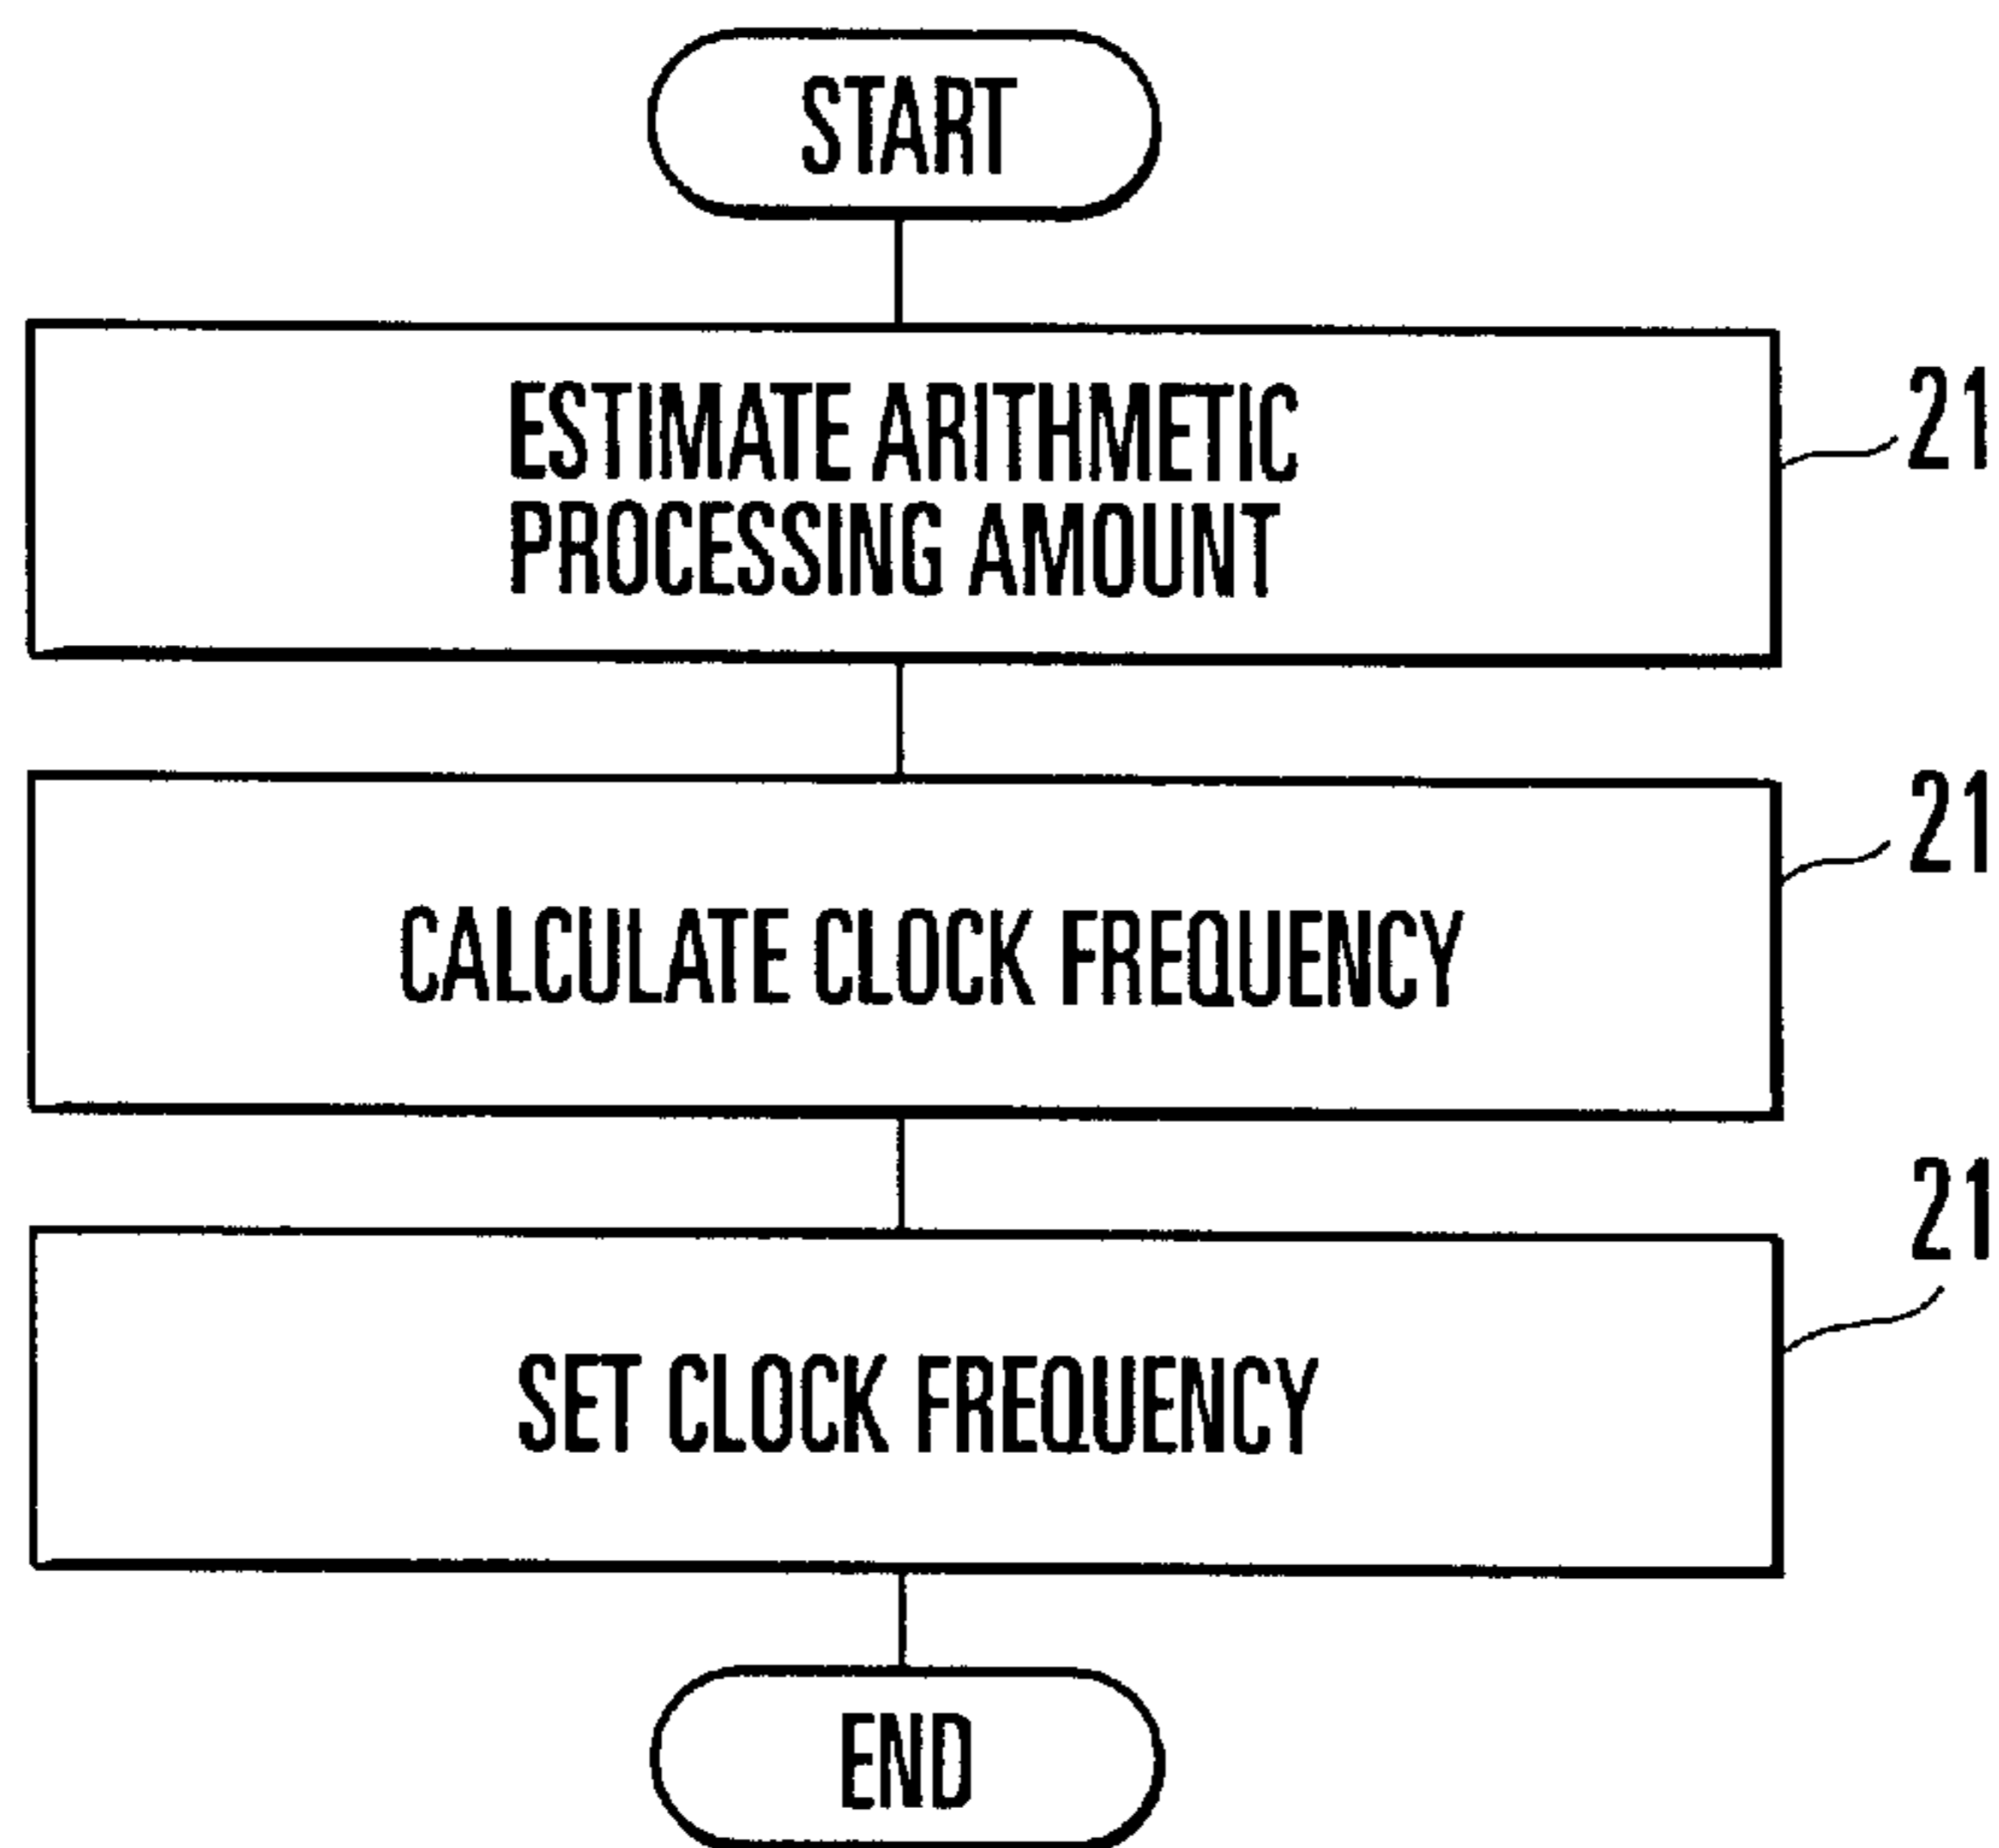 START
ESTIMATE ARITHMETIC
PROCESSING AMOUNT
21
CALCULATE CLOCK FREQUENCY
21
SET CLOCK FREQUENCY
21
END